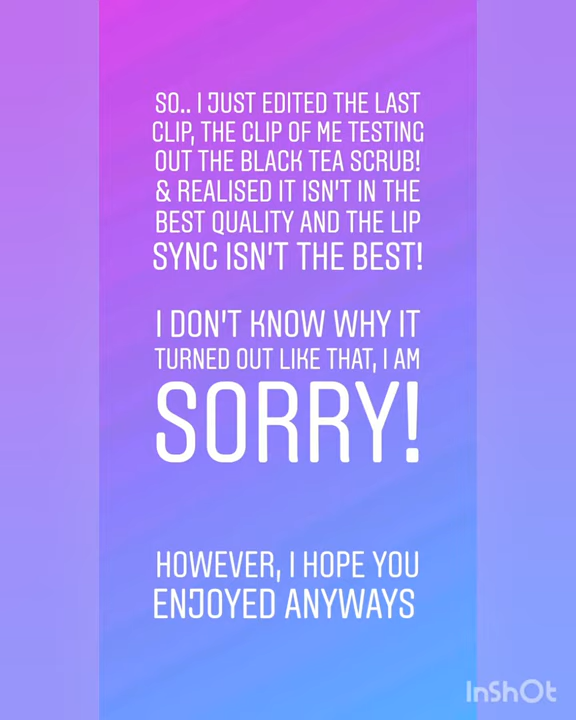 SO.. I JUST EDITED THE LAST
CLIP, THE CLIP OF ME TESTING
OUT THE BLACK TEA SCRUB!
& REALISED IT ISN'T IN THE
BEST QUALITY AND THE LIP
SYNC ISN'T THE BEST!
I DON'T KNOW WHY IT
TURNED OUT LIKE THAT, I AM
SORRY!
HOWEVER, I HOPE YOU
ENJOYED ANYWAYS
InShOt